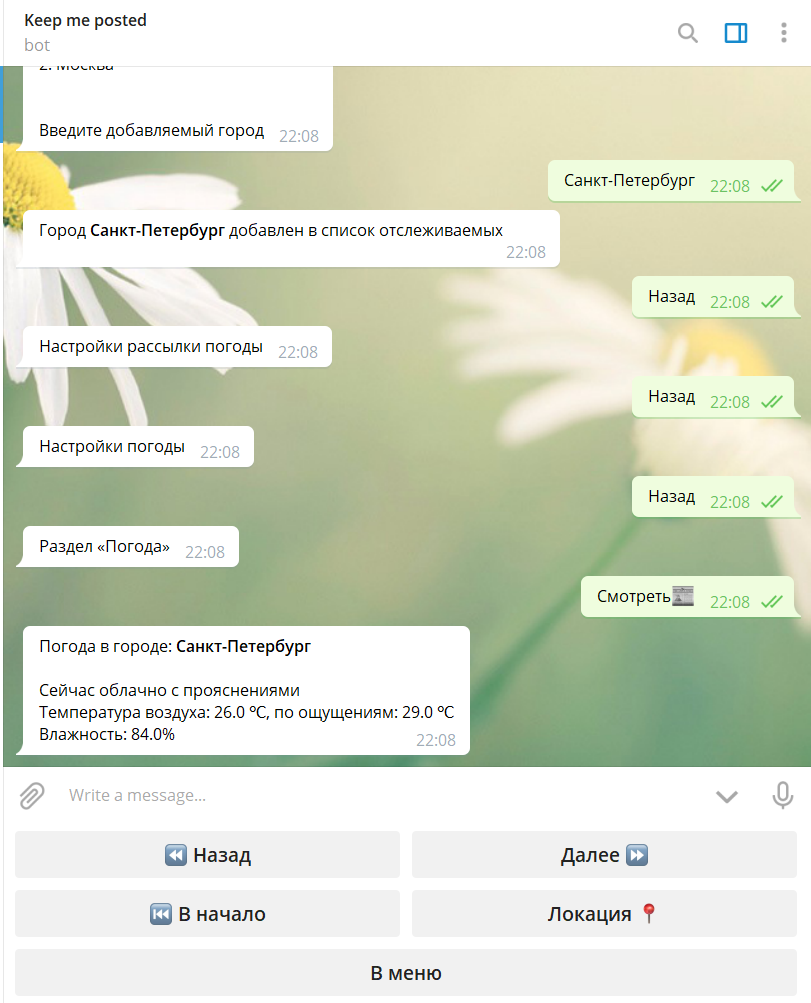 Keep me posted
bot
2. Москва
Введите добавляемый город 22:08
Санкт-Петербург 22:08
Город Санкт-Петербург добавлен в список отслеживаемых
22:08
Назад 22:08
Настройки рассылки погоды 22:08
Назад 22:08
Настройки погоды 22:08
Назад 22:08
Раздел «Погода» 22:08
Смотреть 22:08
Погода в городе: Санкт-Петербург
Сейчас облачно с прояснениями
Температура воздуха: 26.0 ºC, по ощущениям: 29.0 ºC
Влажность: 84.0%
22:08
Write a message...
Назад
Далее
В начало
Локация
В меню